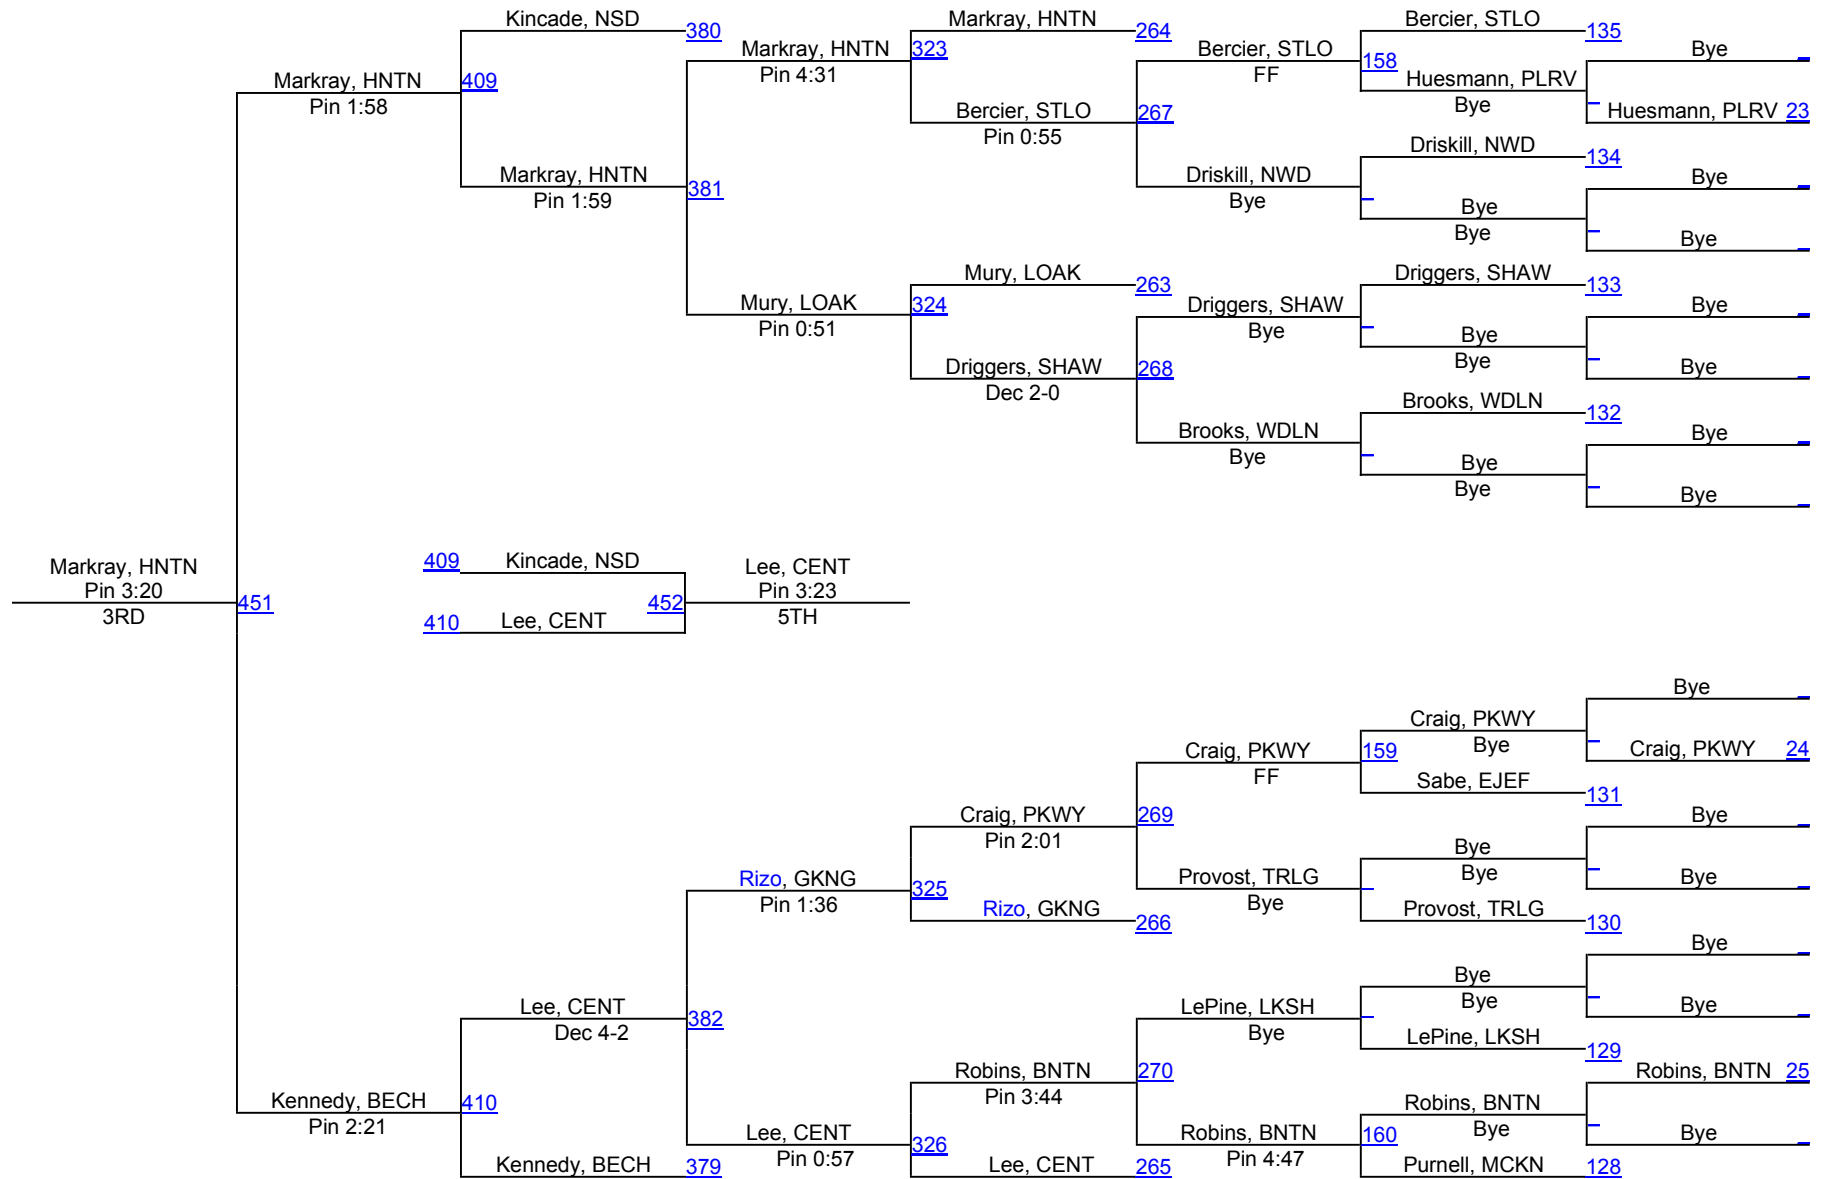 Kincade, NSD 380
Markray, HNTN 264
Bercier, STLO 135
Markray, HNTN 323
Pin 4:31
Bercier, STLO
FF
158
Bye
Markray, HNTN 409
Pin 1:58
Huesmann, PLRV
Bye
Huesmann, PLRV 23
Bercier, STLO 267
Pin 0:55
Driskill, NWD 134
Markray, HNTN 381
Pin 1:59
Driskill, NWD
Bye
Bye
Bye
Bye
Bye
Mury, LOAK 263
Driggers, SHAW 133
Mury, LOAK 324
Pin 0:51
Driggers, SHAW
Bye
Bye
Bye
Bye
Driggers, SHAW 268
Dec 2-0
Bye
Brooks, WDLN 132
Brooks, WDLN
Bye
Bye
Bye
Bye
Bye
Markray, HNTN
Pin 3:20
3RD
451
409 Kincade, NSD
410 Lee, CENT
452
Lee, CENT
Pin 3:23
5TH
Bye
Craig, PKWY
Bye
Craig, PKWY 24
Craig, PKWY 159
FF
Sabe, EJEF 131
Craig, PKWY 269
Pin 2:01
Bye
Bye
Bye
Bye
Rizo, GKNG 325
Pin 1:36
Provost, TRLG
Bye
Rizo, GKNG 266
Provost, TRLG 130
Bye
Bye
Bye
Bye
Lee, CENT 382
Dec 4-2
LePine, LKSH
Bye
LePine, LKSH 129
Robins, BNTN 270
Pin 3:44
Robins, BNTN 25
Kennedy, BECH 410
Pin 2:21
Robins, BNTN
Bye
Bye
Lee, CENT 326
Pin 0:57
Robins, BNTN 160
Pin 4:47
Kennedy, BECH 379
Lee, CENT 265
Purnell, MCKN 128